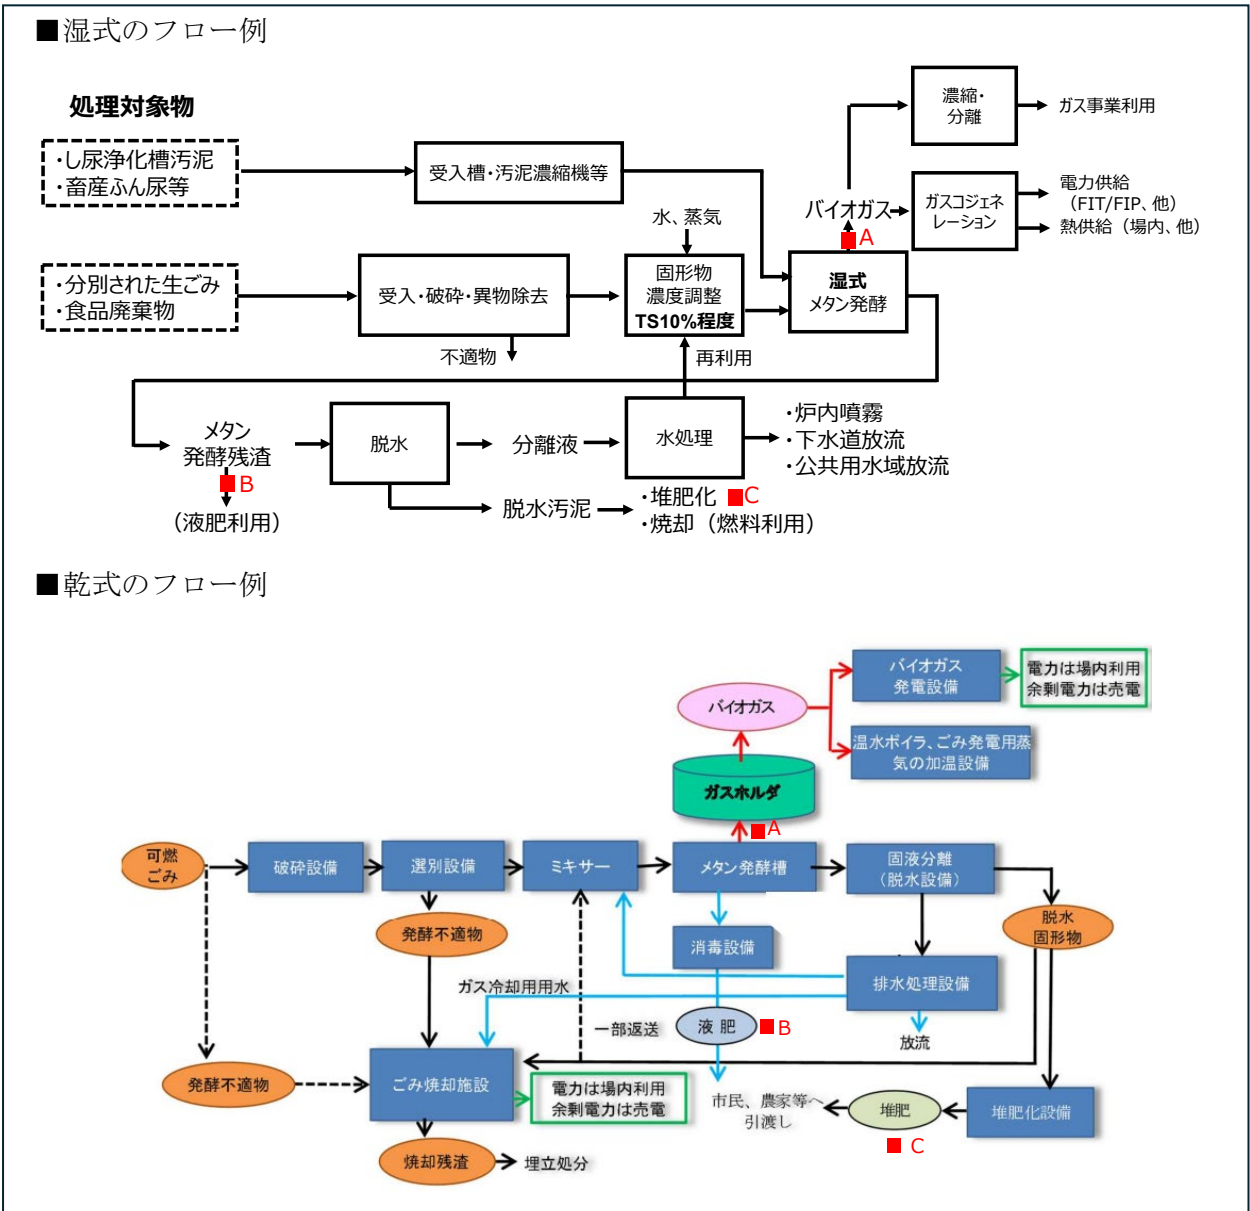 ■湿式のフロー例
処理対象物
・し尿浄化槽汚泥
・畜産ふん尿等
受入槽・汚泥濃縮機等
濃縮・
分離
ガス事業利用
バイオガス
ガスコジェネ
レーション
電力供給
（FIT/FIP、他）
熱供給（場内、他）
A
水、蒸気
・分別された生ごみ
・食品廃棄物
受入・破砕・異物除去
固形物
濃度調整
TS10%程度
湿式
メタン発酵
不適物
再利用
メタン
発酵残渣
脱水
分離液
水処理
・炉内噴霧
・下水道放流
・公共用水域放流
B
（液肥利用）
脱水汚泥
・堆肥化
C
・焼却（燃料利用）
■乾式のフロー例
バイオガス
バイオガス
発電設備
電力は場内利用
余剰電力は売電
温水ボイラ、ごみ発電用蒸
気の加温設備
ガスホルダ
A
可燃
ごみ
破砕設備
選別設備
ミキサー
メタン発酵槽
固液分離
（脱水設備）
発酵不適物
消毒設備
脱水
固形物
排水処理設備
ガス冷却用用水
一部返送
液肥
B
放流
発酵不適物
ごみ焼却施設
電力は場内利用
余剰電力は売電
市民、農家等へ
引渡し
堆肥
C
堆肥化設備
焼却残渣
埋立処分